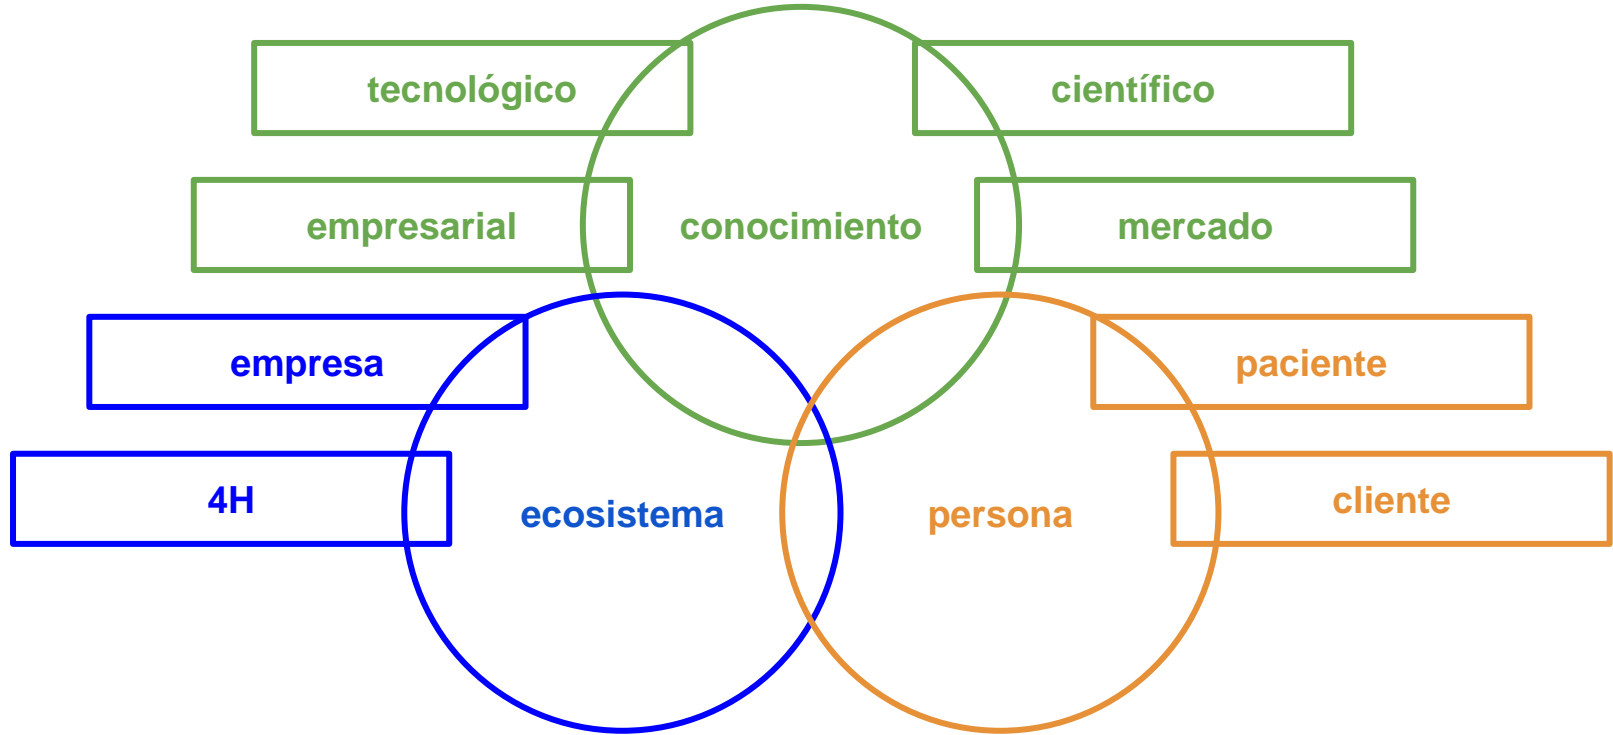 tecnológico
científico
empresarial
conocimiento
mercado
empresa
paciente
4H
ecosistema
persona
cliente